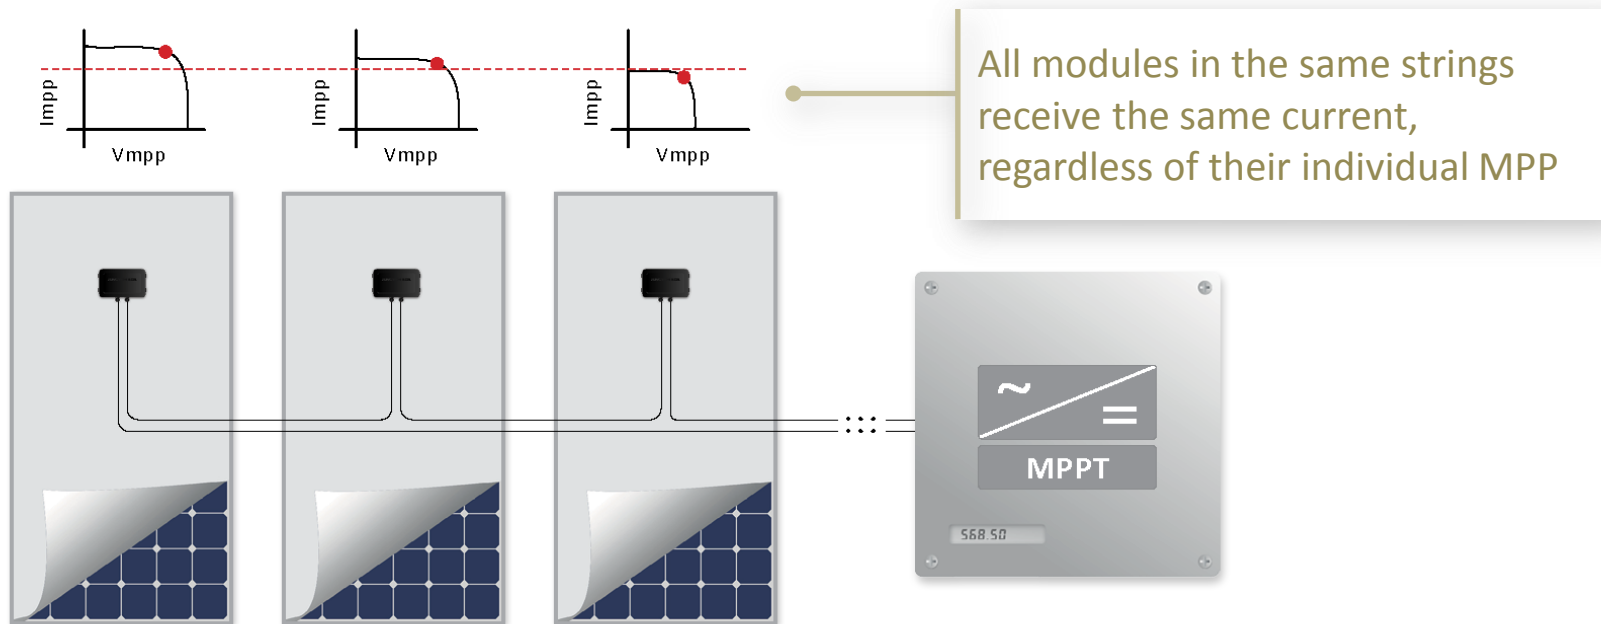 Impp
Vmpp
Impp
Vmpp
Impp
Vmpp
All modules in the same strings
receive the same current,
regardless of their individual MPP
~
=
MPPT
568.50